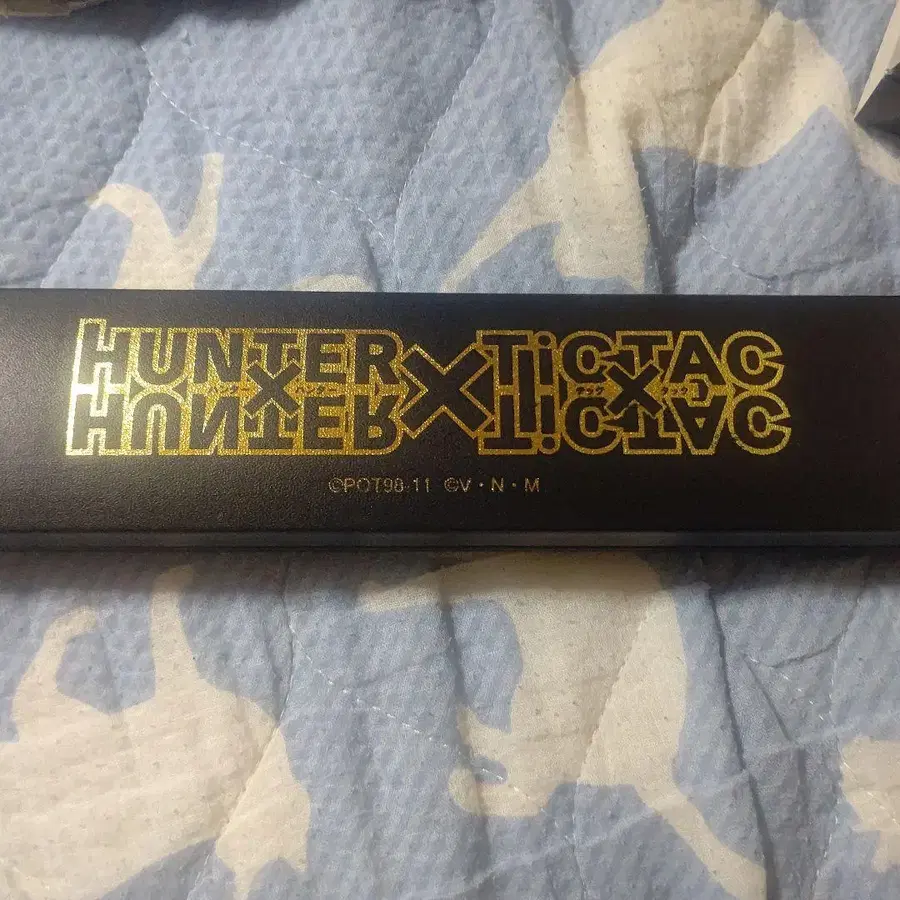 HUNTER×TiCTAC
×
HUNTER TiCTAC
©POT98-11 ©V・N・M